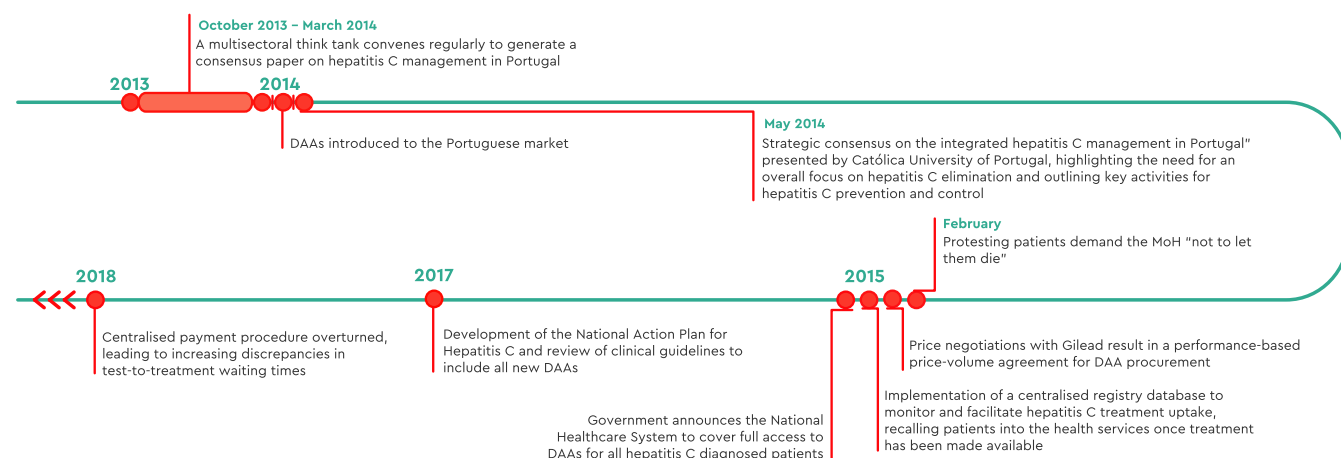 October 2013 – March 2014
A multisectoral think tank convenes regularly to generate a
consensus paper on hepatitis C management in Portugal
2013
2014
DAAs introduced to the Portuguese market
May 2014
Strategic consensus on the integrated hepatitis C management in Portugal”
presented by Católica University of Portugal, highlighting the need for an
overall focus on hepatitis C elimination and outlining key activities for
hepatitis C prevention and control
February
Protesting patients demand the MoH “not to let
them die”
2015
Price negotiations with Gilead result in a performance-based
price-volume agreement for DAA procurement
Implementation of a centralised registry database to
monitor and facilitate hepatitis C treatment uptake,
recalling patients into the health services once treatment
has been made available
Government announces the National
Healthcare System to cover full access to
DAAs for all hepatitis C diagnosed patients
2017
Development of the National Action Plan for
Hepatitis C and review of clinical guidelines to
include all new DAAs
2018
Centralised payment procedure overturned,
leading to increasing discrepancies in
test-to-treatment waiting times